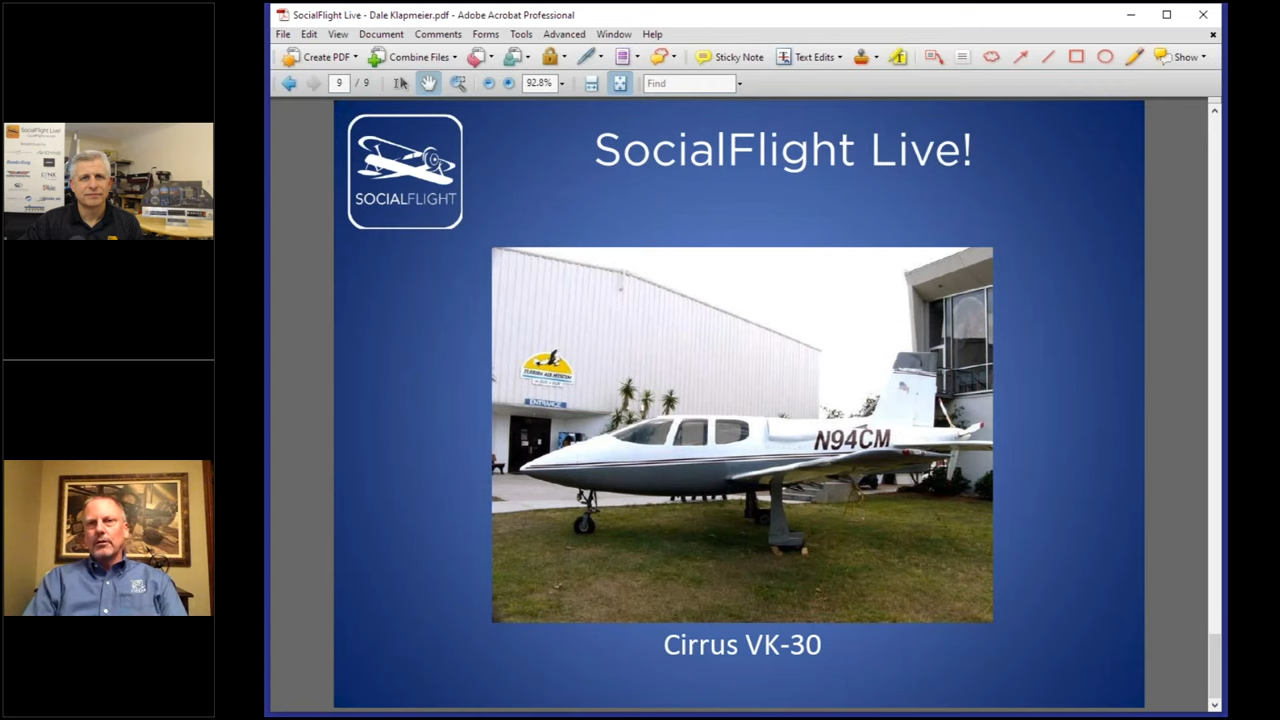 SocialFlight Live - Dale Klapmeier.pdf - Adobe Acrobat Professional
File Edit View Document Comments Forms Tools Advanced Window Help
Create PDF Combine Files Sticky Note Text Edits Show
9 / 9 92.8% Find
SocialFlight Live!
SOCIALFLIGHT
SocialFlight Live!
ENTRANCE
N94CM
Cirrus VK-30